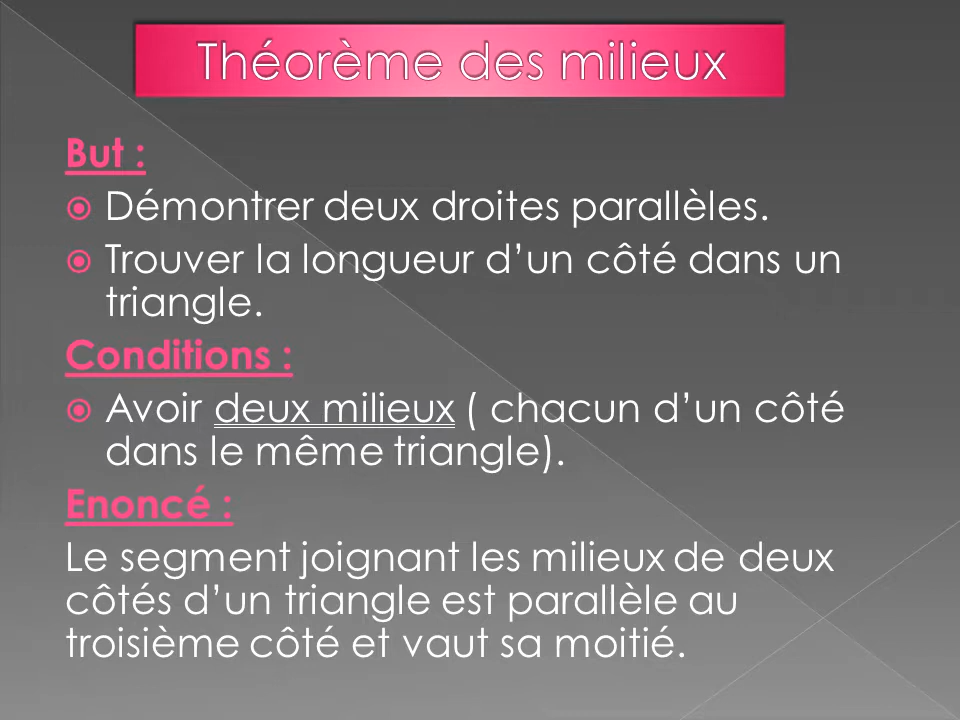 Théorème des milieux
But :
Démontrer deux droites parallèles.
Trouver la longueur d’un côté dans un
triangle.
Conditions :
Avoir deux milieux ( chacun d’un côté
dans le même triangle).
Enoncé :
Le segment joignant les milieux de deux
côtés d’un triangle est parallèle au
troisième côté et vaut sa moitié.